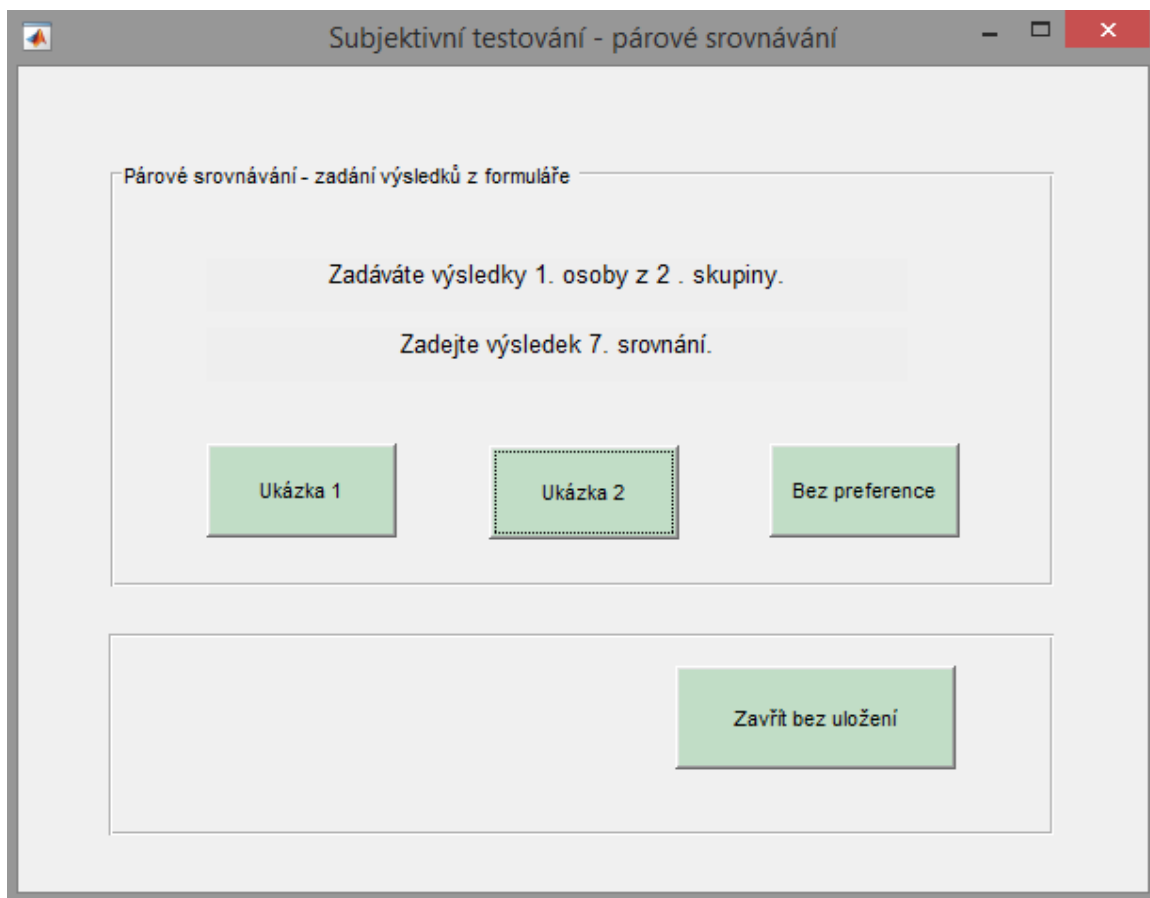 Subjektivní testování - párové srovnávání
Párové srovnávání - zadání výsledků z formuláře
Zadáváte výsledky 1. osoby z 2 . skupiny.
Zadejte výsledek 7. srovnání.
Ukázka 1
Ukázka 2
Bez preference
Zavřít bez uložení